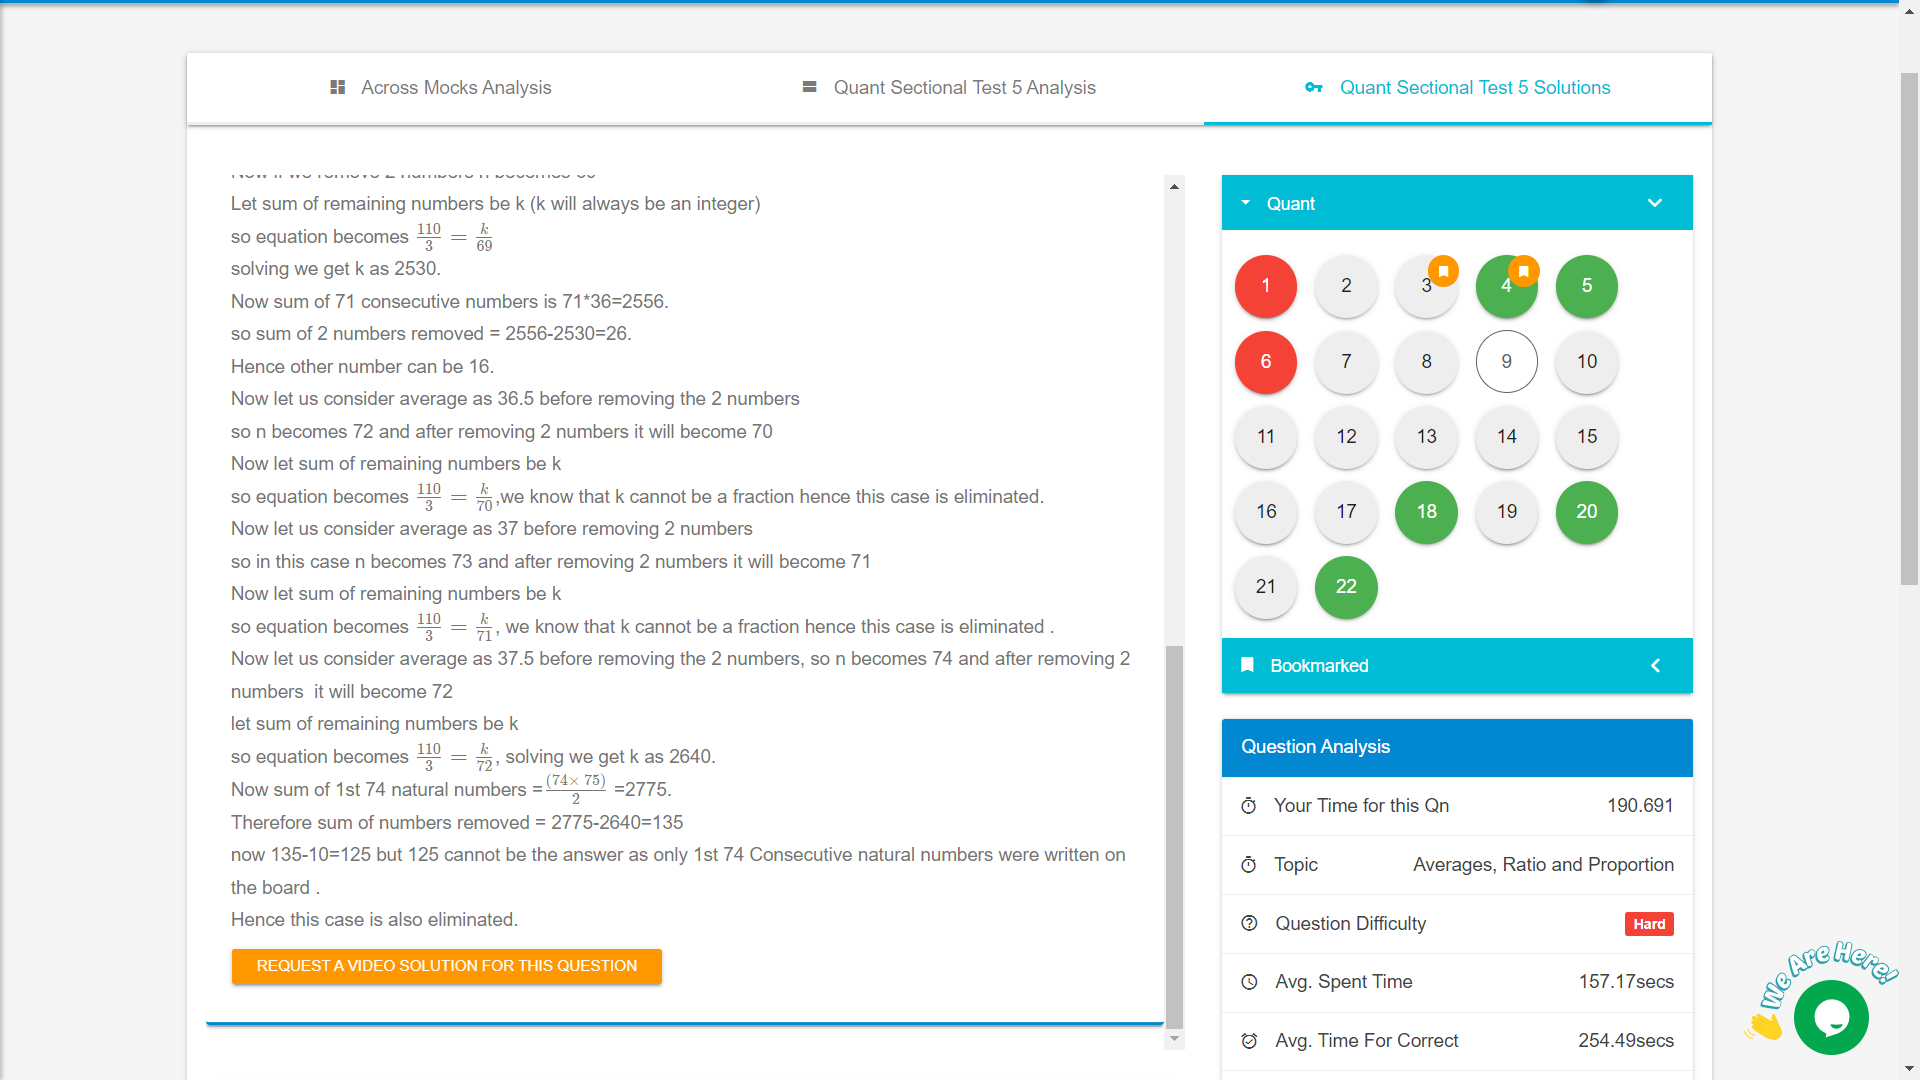 Across Mocks Analysis
Quant Sectional Test 5 Analysis
Quant Sectional Test 5 Solutions
Let sum of remaining numbers be k (k will always be an integer)
so equation becomes 110/3 = k/69
solving we get k as 2530.
Now sum of 71 consecutive numbers is 71*36=2556.
so sum of 2 numbers removed = 2556-2530=26.
Hence other number can be 16.
Now let us consider average as 36.5 before removing the 2 numbers
so n becomes 72 and after removing 2 numbers it will become 70
Now let sum of remaining numbers be k
so equation becomes 110/3 = k/70,we know that k cannot be a fraction hence this case is eliminated.
Now let us consider average as 37 before removing 2 numbers
so in this case n becomes 73 and after removing 2 numbers it will become 71
Now let sum of remaining numbers be k
so equation becomes 110/3 = k/71, we know that k cannot be a fraction hence this case is eliminated .
Now let us consider average as 37.5 before removing the 2 numbers, so n becomes 74 and after removing 2
numbers it will become 72
let sum of remaining numbers be k
so equation becomes 110/3 = k/72, solving we get k as 2640.
Now sum of 1st 74 natural numbers =(74× 75)/2 =2775.
Therefore sum of numbers removed = 2775-2640=135
now 135-10=125 but 125 cannot be the answer as only 1st 74 Consecutive natural numbers were written on
the board .
Hence this case is also eliminated.
REQUEST A VIDEO SOLUTION FOR THIS QUESTION
Quant
1 2 3 4 5
6 7 8 9 10
11 12 13 14 15
16 17 18 19 20
21 22
Bookmarked
Question Analysis
Your Time for this Qn 190.691
Topic Averages, Ratio and Proportion
Question Difficulty Hard
Avg. Spent Time 157.17secs
Avg. Time For Correct 254.49secs
We Are Here!